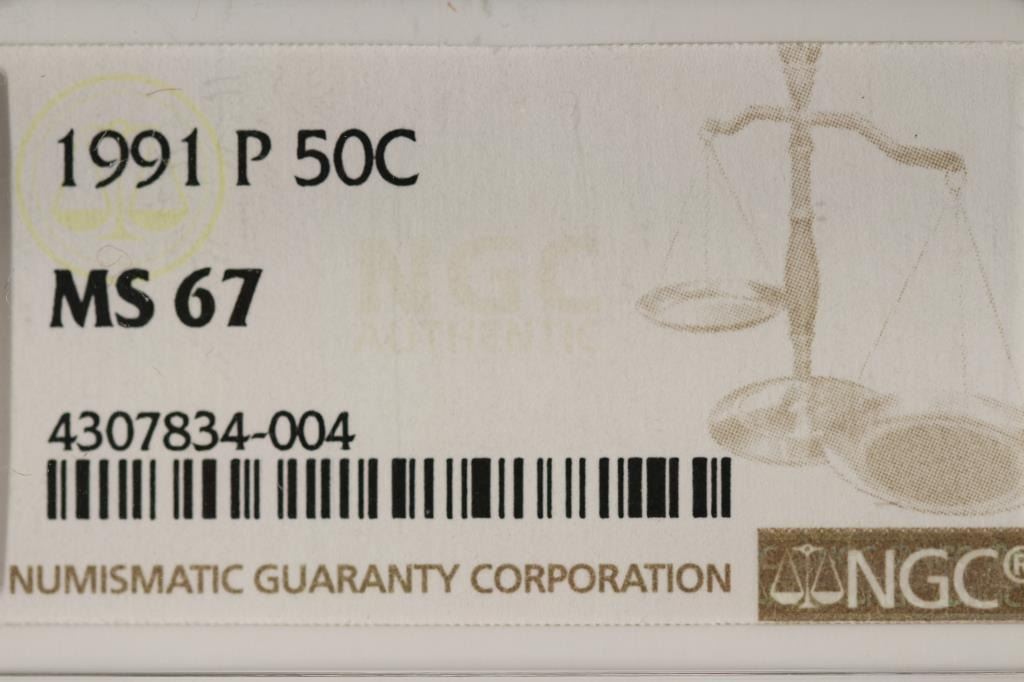 1991 P 50C
MS 67
NGC
AUTHENTIC
4307834-004
NUMISMATIC GUARANTY CORPORATION
NGC®